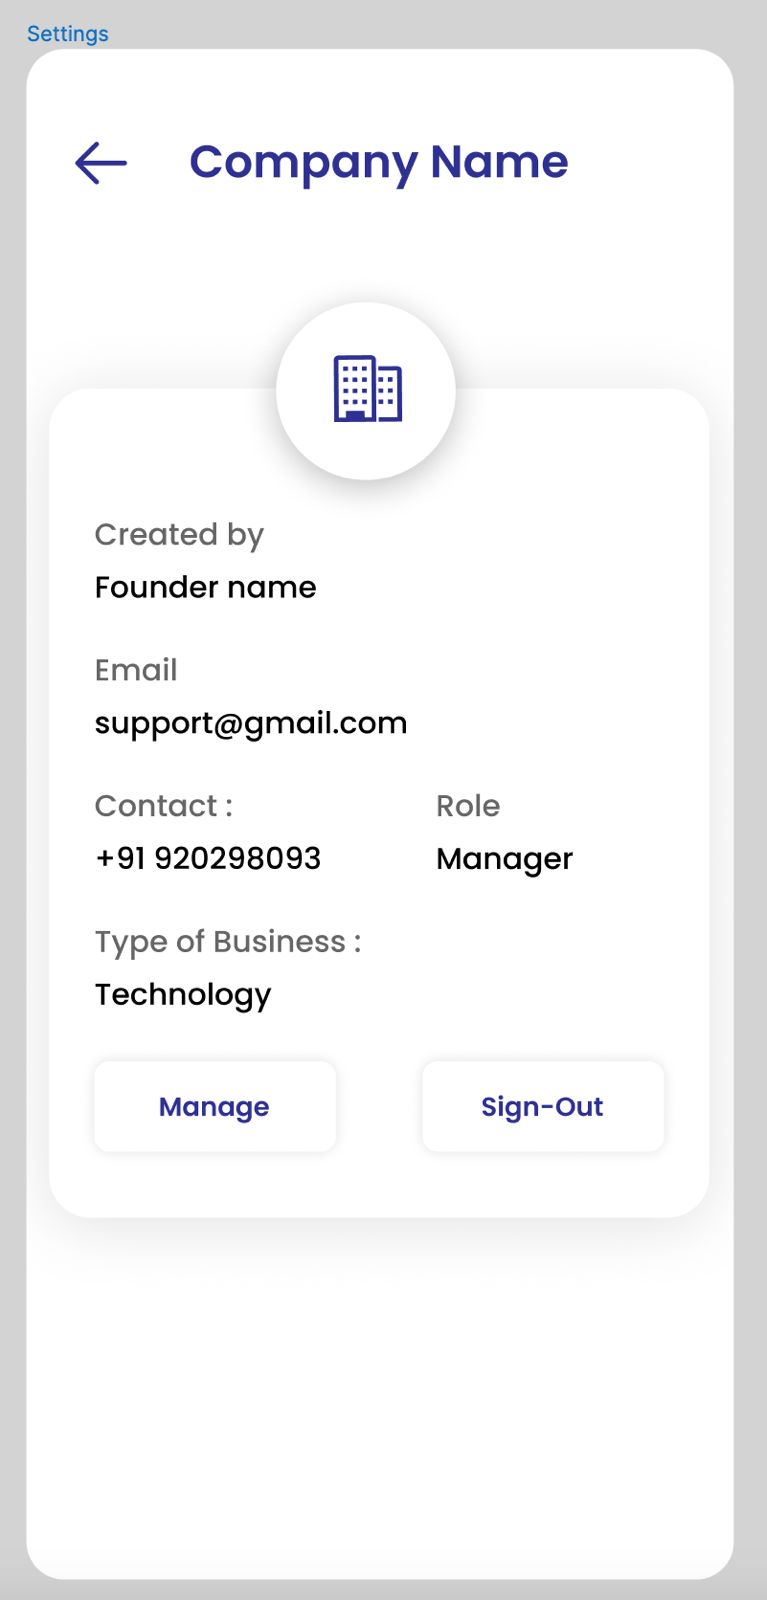 Settings
Company Name
Created by
Founder name
Email
support@gmail.com
Contact :
Role
+91 920298093
Manager
Type of Business :
Technology
Manage
Sign-Out